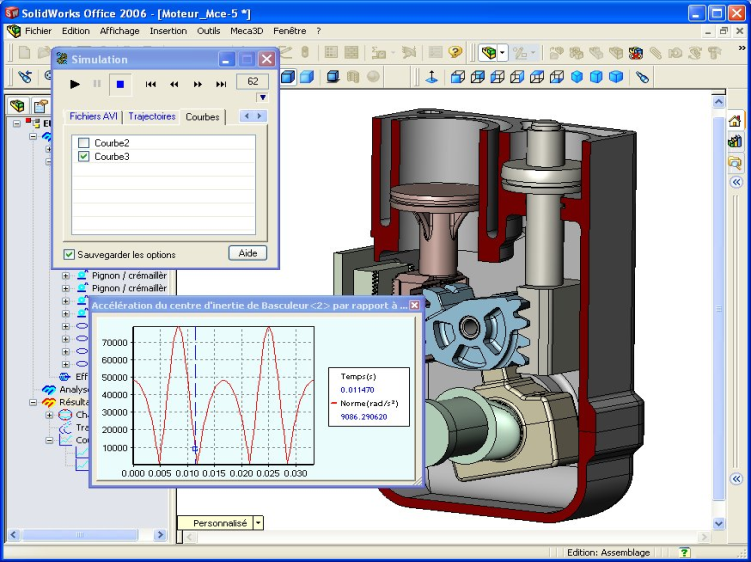 SolidWorks Office 2006 - [Moteur_Mce-5 *]
Fichier Edition Affichage Insertion Outils Meca3D Fenêtre ?
Simulation
62
Fichiers AVI Trajectoires Courbes
Courbe2
Courbe3
Sauvegarder les options
Aide
Pignon / crémaillèr
Pignon / crémaillèr
Accélération du centre d'inertie de Basculeur<2> par rapport à ...
70000
60000
50000
40000
30000
20000
10000
0.000 0.005 0.010 0.015 0.020 0.025 0.030
Temps(s)
0.011470
Norme(rad/s²)
9086.290620
Eff
Analyse
Résulta
Cha
Tra
Cou
Personnalisé
Edition: Assemblage
?